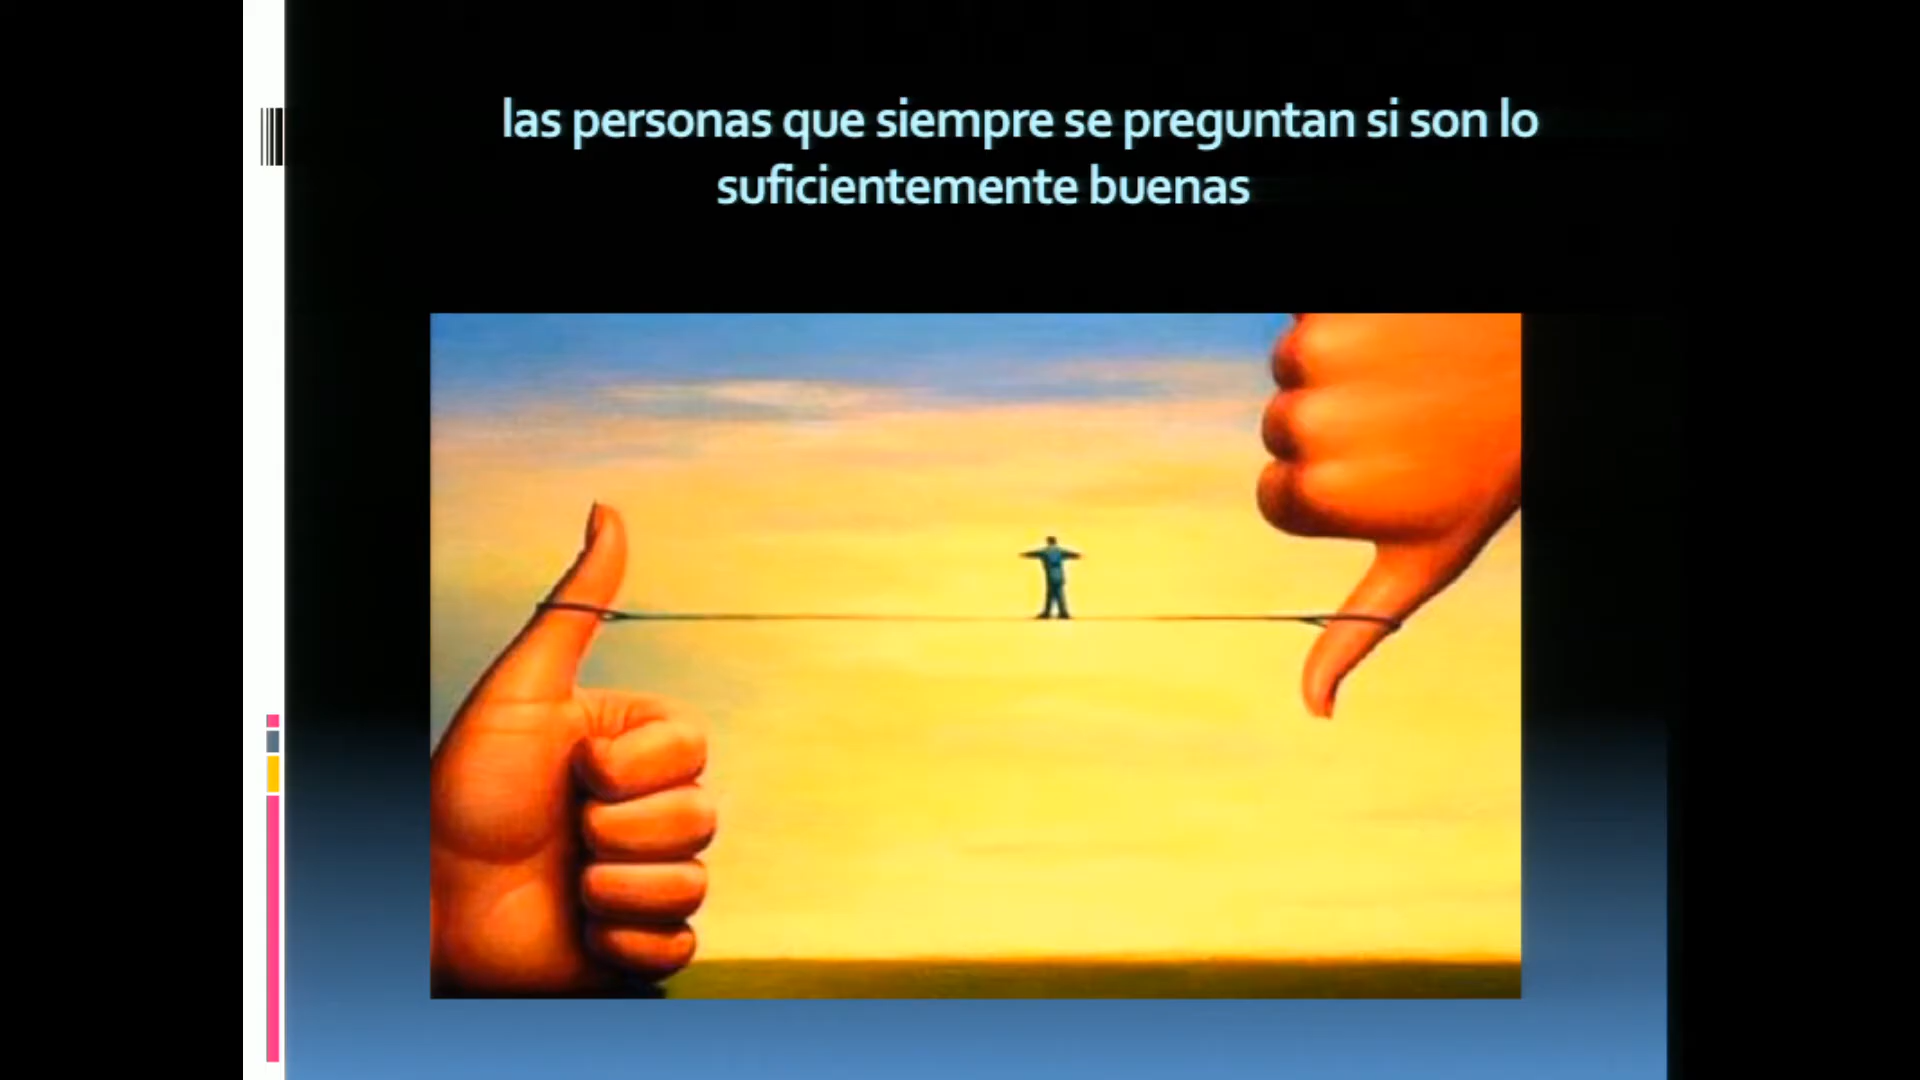 las personas que siempre se preguntan si son lo
suficientemente buenas